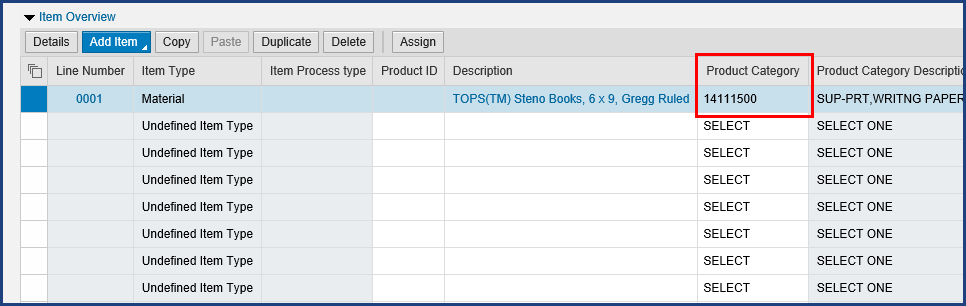 Item Overview
Details Add Item Copy Paste Duplicate Delete Assign
Line Number Item Type Item Process type Product ID Description Product Category Product Category Descriptio
0001 Material TOPS(TM) Steno Books, 6 x 9, Gregg Ruled 14111500 SUP-PRT,WRITNG PAPER
Undefined Item Type SELECT SELECT ONE
Undefined Item Type SELECT SELECT ONE
Undefined Item Type SELECT SELECT ONE
Undefined Item Type SELECT SELECT ONE
Undefined Item Type SELECT SELECT ONE
Undefined Item Type SELECT SELECT ONE
Undefined Item Type SELECT SELECT ONE